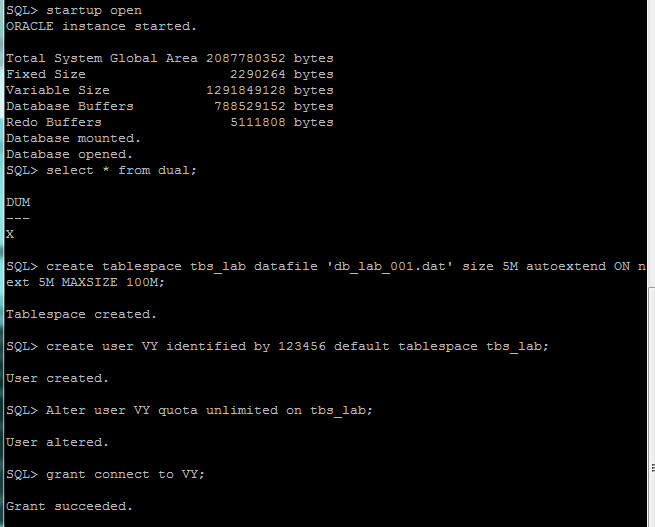 SQL> startup open
ORACLE instance started.
Total System Global Area 2087780352 bytes
Fixed Size 2290264 bytes
Variable Size 1291849128 bytes
Database Buffers 788529152 bytes
Redo Buffers 5111808 bytes
Database mounted.
Database opened.
SQL> select * from dual;
DUM
---
X
SQL> create tablespace tbs_lab datafile 'db_lab_001.dat' size 5M autoextend ON n
ext 5M MAXSIZE 100M;
Tablespace created.
SQL> create user VY identified by 123456 default tablespace tbs_lab;
User created.
SQL> Alter user VY quota unlimited on tbs_lab;
User altered.
SQL> grant connect to VY;
Grant succeeded.